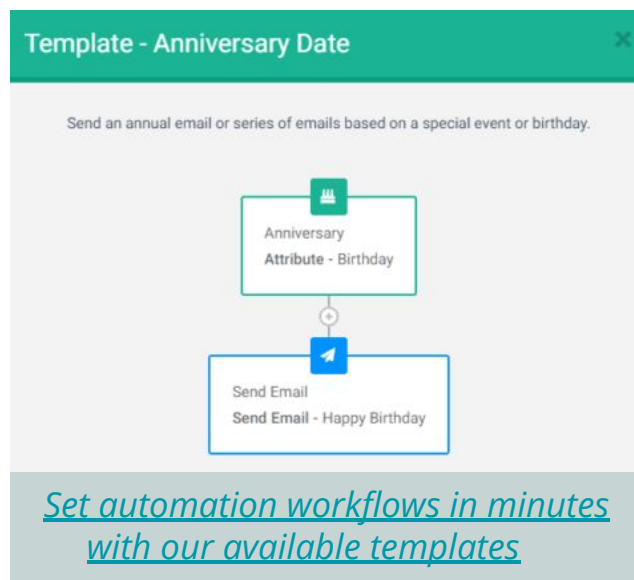 Template - Anniversary Date
Send an annual email or series of emails based on a special event or birthday.
Anniversary
Attribute - Birthday
Send Email
Send Email - Happy Birthday
Set automation workflows in minutes
with our available templates